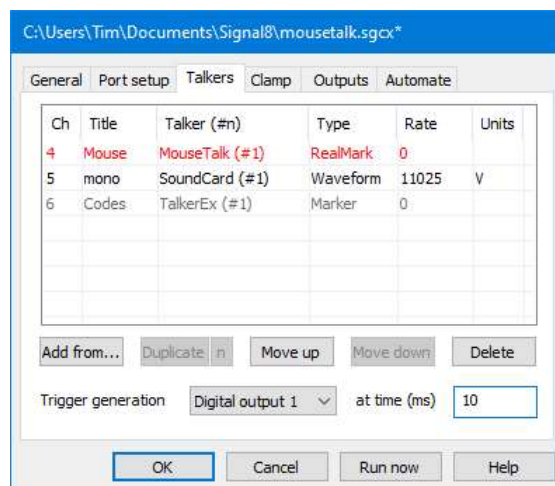 C:\Users\Tim\Documents\Signal8\mousetalk.sgcx*
General Port setup Talkers Clamp Outputs Automate
Ch Title Talker (#n) Type Rate Units
4 Mouse MouseTalk (#1) RealMark 0
5 mono SoundCard (#1) Waveform 11025 V
6 Codes TalkerEx (#1) Marker 0
Add from... Duplicate n Move up Move down Delete
Trigger generation Digital output 1 at time (ms) 10
OK Cancel Run now Help